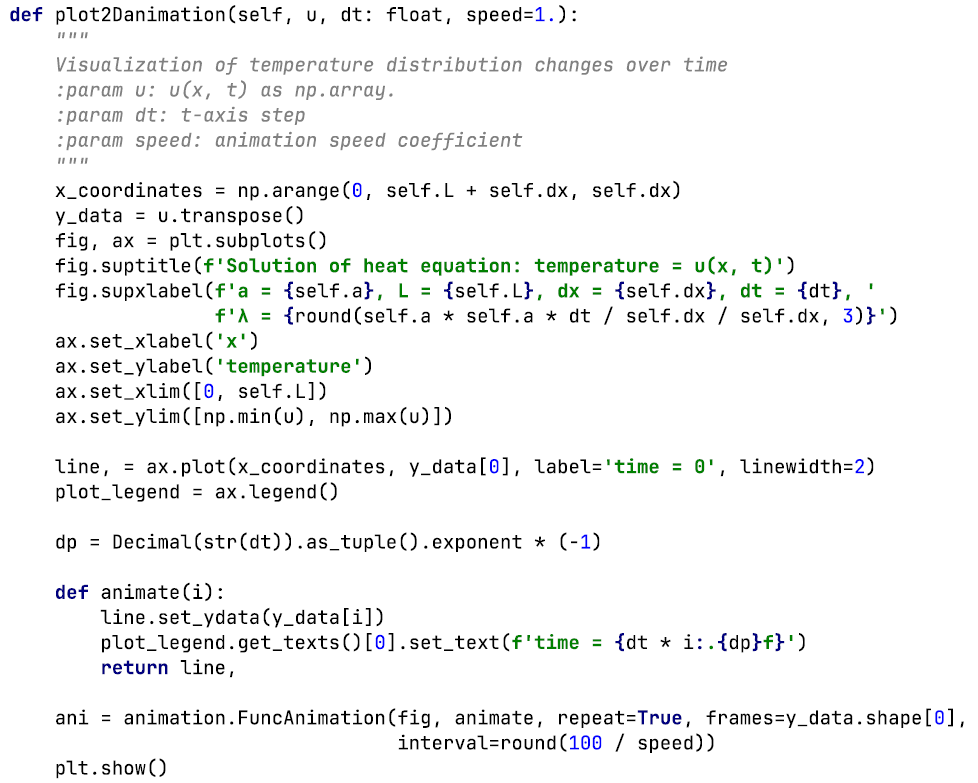 def plot2Danimation(self, u, dt: float, speed=1.):
    """
    Visualization of temperature distribution changes over time
    :param u: u(x, t) as np.array.
    :param dt: t-axis step
    :param speed: animation speed coefficient
    """
    x_coordinates = np.arange(0, self.L + self.dx, self.dx)
    y_data = u.transpose()
    fig, ax = plt.subplots()
    fig.suptitle(f'Solution of heat equation: temperature = u(x, t)')
    fig.supxlabel(f'a = {self.a}, L = {self.L}, dx = {self.dx}, dt = {dt}, '
                  f'λ = {round(self.a * self.a * dt / self.dx / self.dx, 3)}')
    ax.set_xlabel('x')
    ax.set_ylabel('temperature')
    ax.set_xlim([0, self.L])
    ax.set_ylim([np.min(u), np.max(u)])

    line, = ax.plot(x_coordinates, y_data[0], label='time = 0', linewidth=2)
    plot_legend = ax.legend()

    dp = Decimal(str(dt)).as_tuple().exponent * (-1)

    def animate(i):
        line.set_ydata(y_data[i])
        plot_legend.get_texts()[0].set_text(f'time = {dt * i:.{dp}f}')
        return line,

    ani = animation.FuncAnimation(fig, animate, repeat=True, frames=y_data.shape[0],
                                  interval=round(100 / speed))
    plt.show()